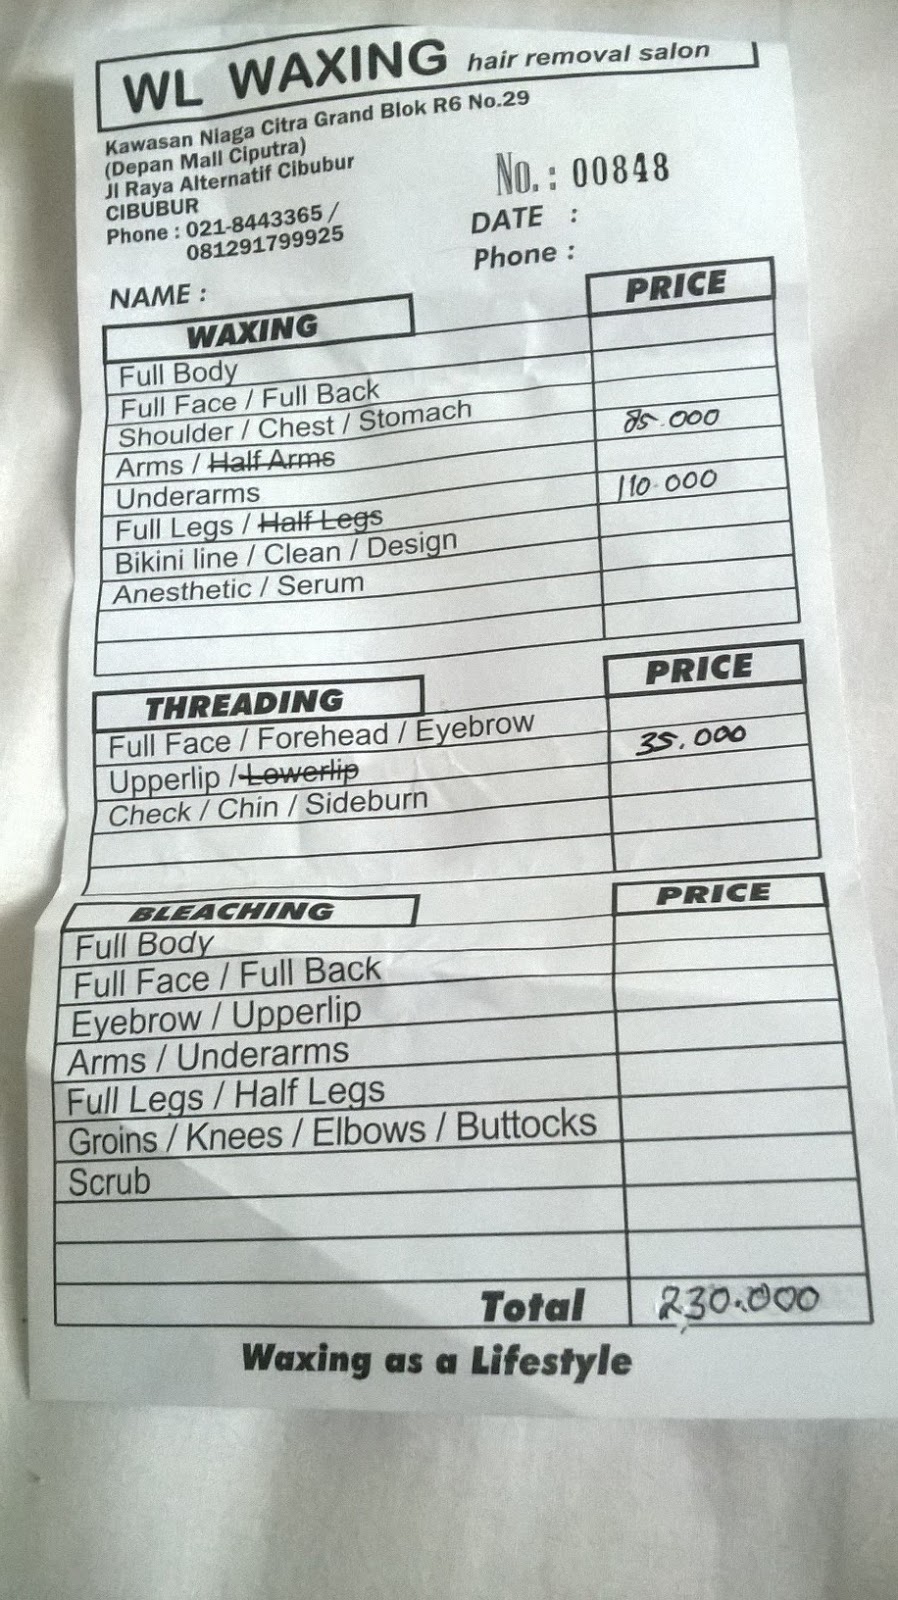 WL WAXING hair removal salon
Kawasan Niaga Citra Grand Blok R6 No.29
(Depan Mall Ciputra)
Jl Raya Alternatif Cibubur
CIBUBUR
Phone : 021-8443365 /
081291799925
No. : 00848
DATE :
Phone :
NAME :
WAXING PRICE
Full Body
Full Face / Full Back
Shoulder / Chest / Stomach
Arms / Half Arms 85.000
Underarms
Full Legs / Half Legs 110.000
Bikini line / Clean / Design
Anesthetic / Serum
THREADING PRICE
Full Face / Forehead / Eyebrow
Upperlip / Lowerlip 35.000
Check / Chin / Sideburn
BLEACHING PRICE
Full Body
Full Face / Full Back
Eyebrow / Upperlip
Arms / Underarms
Full Legs / Half Legs
Groins / Knees / Elbows / Buttocks
Scrub
Total 230.000
Waxing as a Lifestyle